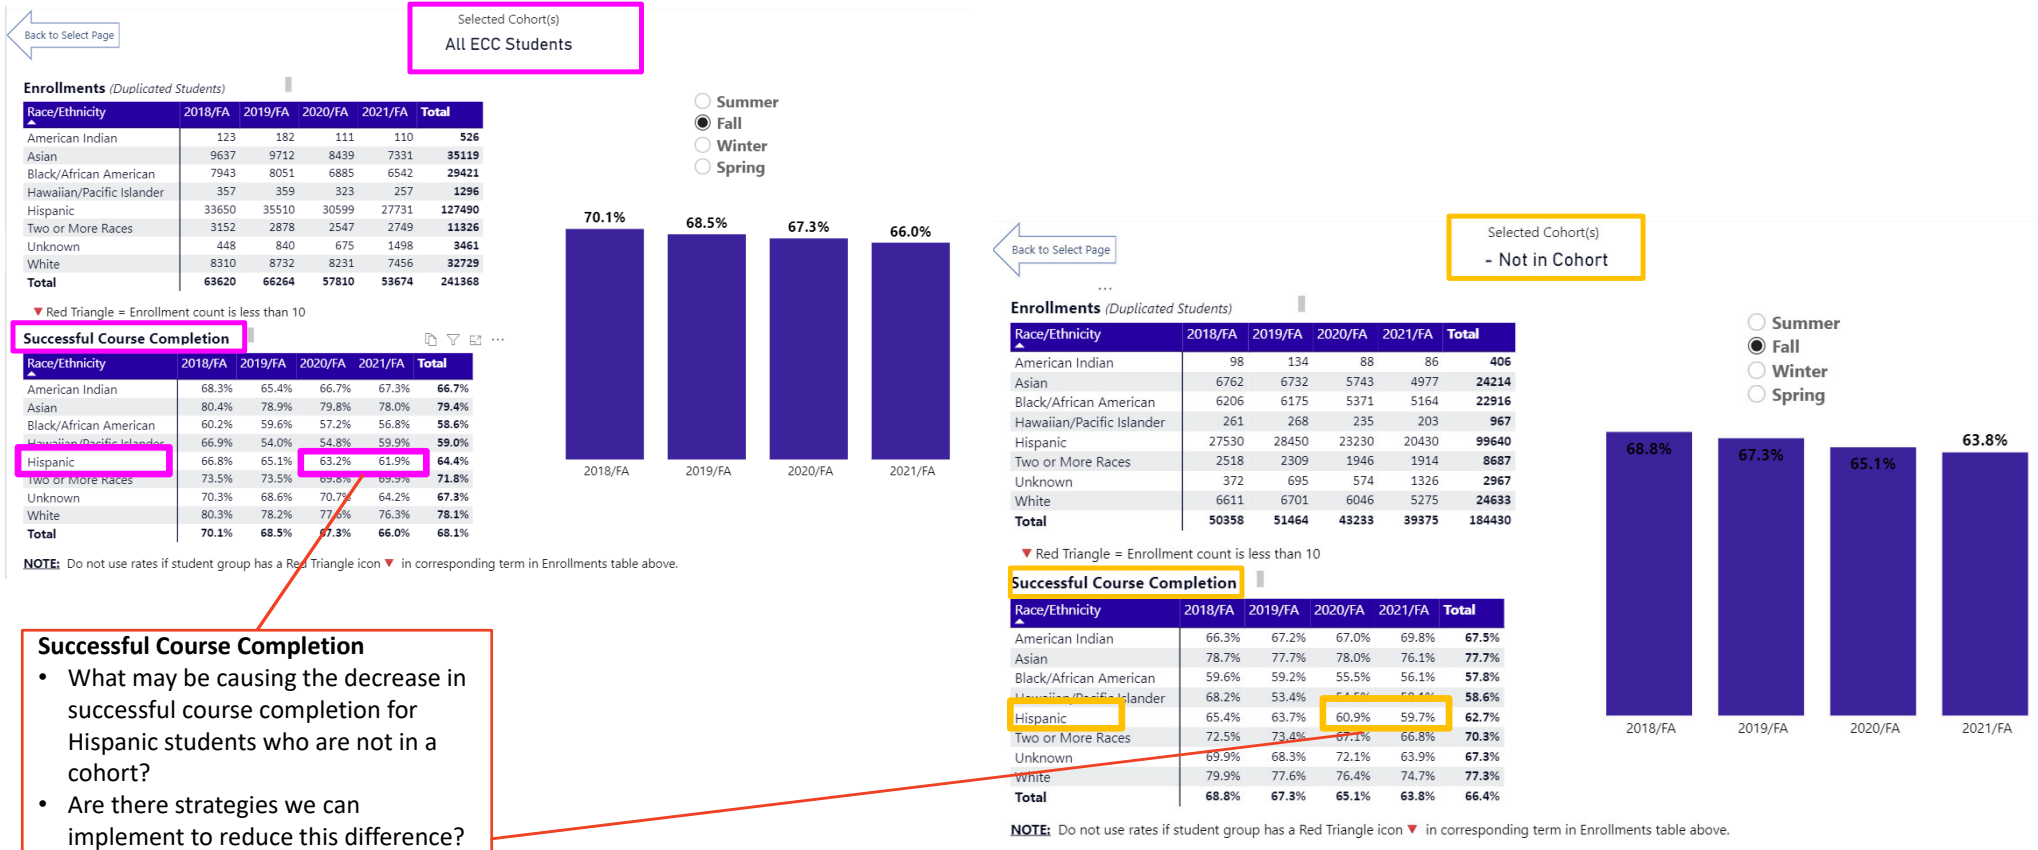 Back to Select Page
Selected Cohort(s)
All ECC Students
Enrollments (Duplicated Students)
Race/Ethnicity 2018/FA 2019/FA 2020/FA 2021/FA Total
American Indian 123 182 111 110 526
Asian 9637 9712 8439 7331 35119
Black/African American 7943 8051 6885 6542 29421
Hawaiian/Pacific Islander 357 359 323 257 1296
Hispanic 33650 35510 30599 27731 127490
Two or More Races 3152 2878 2547 2749 11326
Unknown 448 840 675 1498 3461
White 8310 8732 8231 7456 32729
Total 63620 66264 57810 53674 241368
▼ Red Triangle = Enrollment count is less than 10
Summer
Fall
Winter
Spring
70.1% 68.5% 67.3% 66.0%
2018/FA 2019/FA 2020/FA 2021/FA
Successful Course Completion
Race/Ethnicity 2018/FA 2019/FA 2020/FA 2021/FA Total
American Indian 68.3% 65.4% 66.7% 67.3% 66.7%
Asian 80.4% 78.9% 79.8% 78.0% 79.4%
Black/African American 60.2% 59.6% 57.2% 56.8% 58.6%
Hawaiian/Pacific Islander 66.9% 54.0% 54.8% 59.9% 59.0%
Hispanic 66.8% 65.1% 63.2% 61.9% 64.4%
Two or More Races 73.5% 73.5% 69.8% 69.9% 71.8%
Unknown 70.3% 68.6% 70.7% 64.2% 67.3%
White 80.3% 78.2% 77.6% 76.3% 78.1%
Total 70.1% 68.5% 67.3% 66.0% 68.1%
NOTE: Do not use rates if student group has a Red Triangle icon ▼ in corresponding term in Enrollments table above.
Successful Course Completion
• What may be causing the decrease in
successful course completion for
Hispanic students who are not in a
cohort?
• Are there strategies we can
implement to reduce this difference?
Back to Select Page
Selected Cohort(s)
- Not in Cohort
Enrollments (Duplicated Students)
Race/Ethnicity 2018/FA 2019/FA 2020/FA 2021/FA Total
American Indian 98 134 88 86 406
Asian 6762 6732 5743 4977 24214
Black/African American 6206 6175 5371 5164 22916
Hawaiian/Pacific Islander 261 268 235 203 967
Hispanic 27530 28450 23230 20430 99640
Two or More Races 2518 2309 1946 1914 8687
Unknown 372 695 574 1326 2967
White 6611 6701 6046 5275 24633
Total 50358 51464 43233 39375 184430
▼ Red Triangle = Enrollment count is less than 10
Summer
Fall
Winter
Spring
68.8% 67.3% 65.1% 63.8%
2018/FA 2019/FA 2020/FA 2021/FA
Successful Course Completion
Race/Ethnicity 2018/FA 2019/FA 2020/FA 2021/FA Total
American Indian 66.3% 67.2% 67.0% 69.8% 67.5%
Asian 78.7% 77.7% 78.0% 76.1% 77.7%
Black/African American 59.6% 59.2% 55.5% 56.1% 57.8%
Hawaiian/Pacific Islander 68.2% 53.4% 58.6%
Hispanic 65.4% 63.7% 60.9% 59.7% 62.7%
Two or More Races 72.5% 73.4% 67.1% 66.8% 70.3%
Unknown 69.9% 68.3% 72.1% 63.9% 67.3%
White 79.9% 77.6% 76.4% 74.7% 77.3%
Total 68.8% 67.3% 65.1% 63.8% 66.4%
NOTE: Do not use rates if student group has a Red Triangle icon ▼ in corresponding term in Enrollments table above.